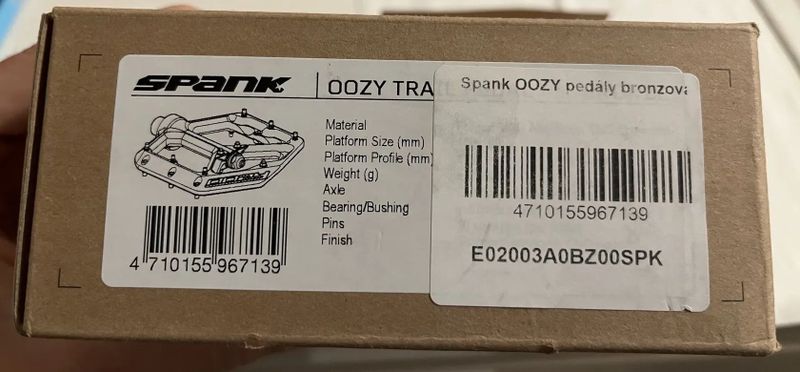 SPANK
OOZY TRA
Material
Platform Size (mm)
Platform Profile (mm)
Weight (g)
Axle
Bearing/Bushing
Pins
Finish
4 710155 967139
Spank OOZY pedály bronzová
4710155967139
E02003A0BZ00SPK